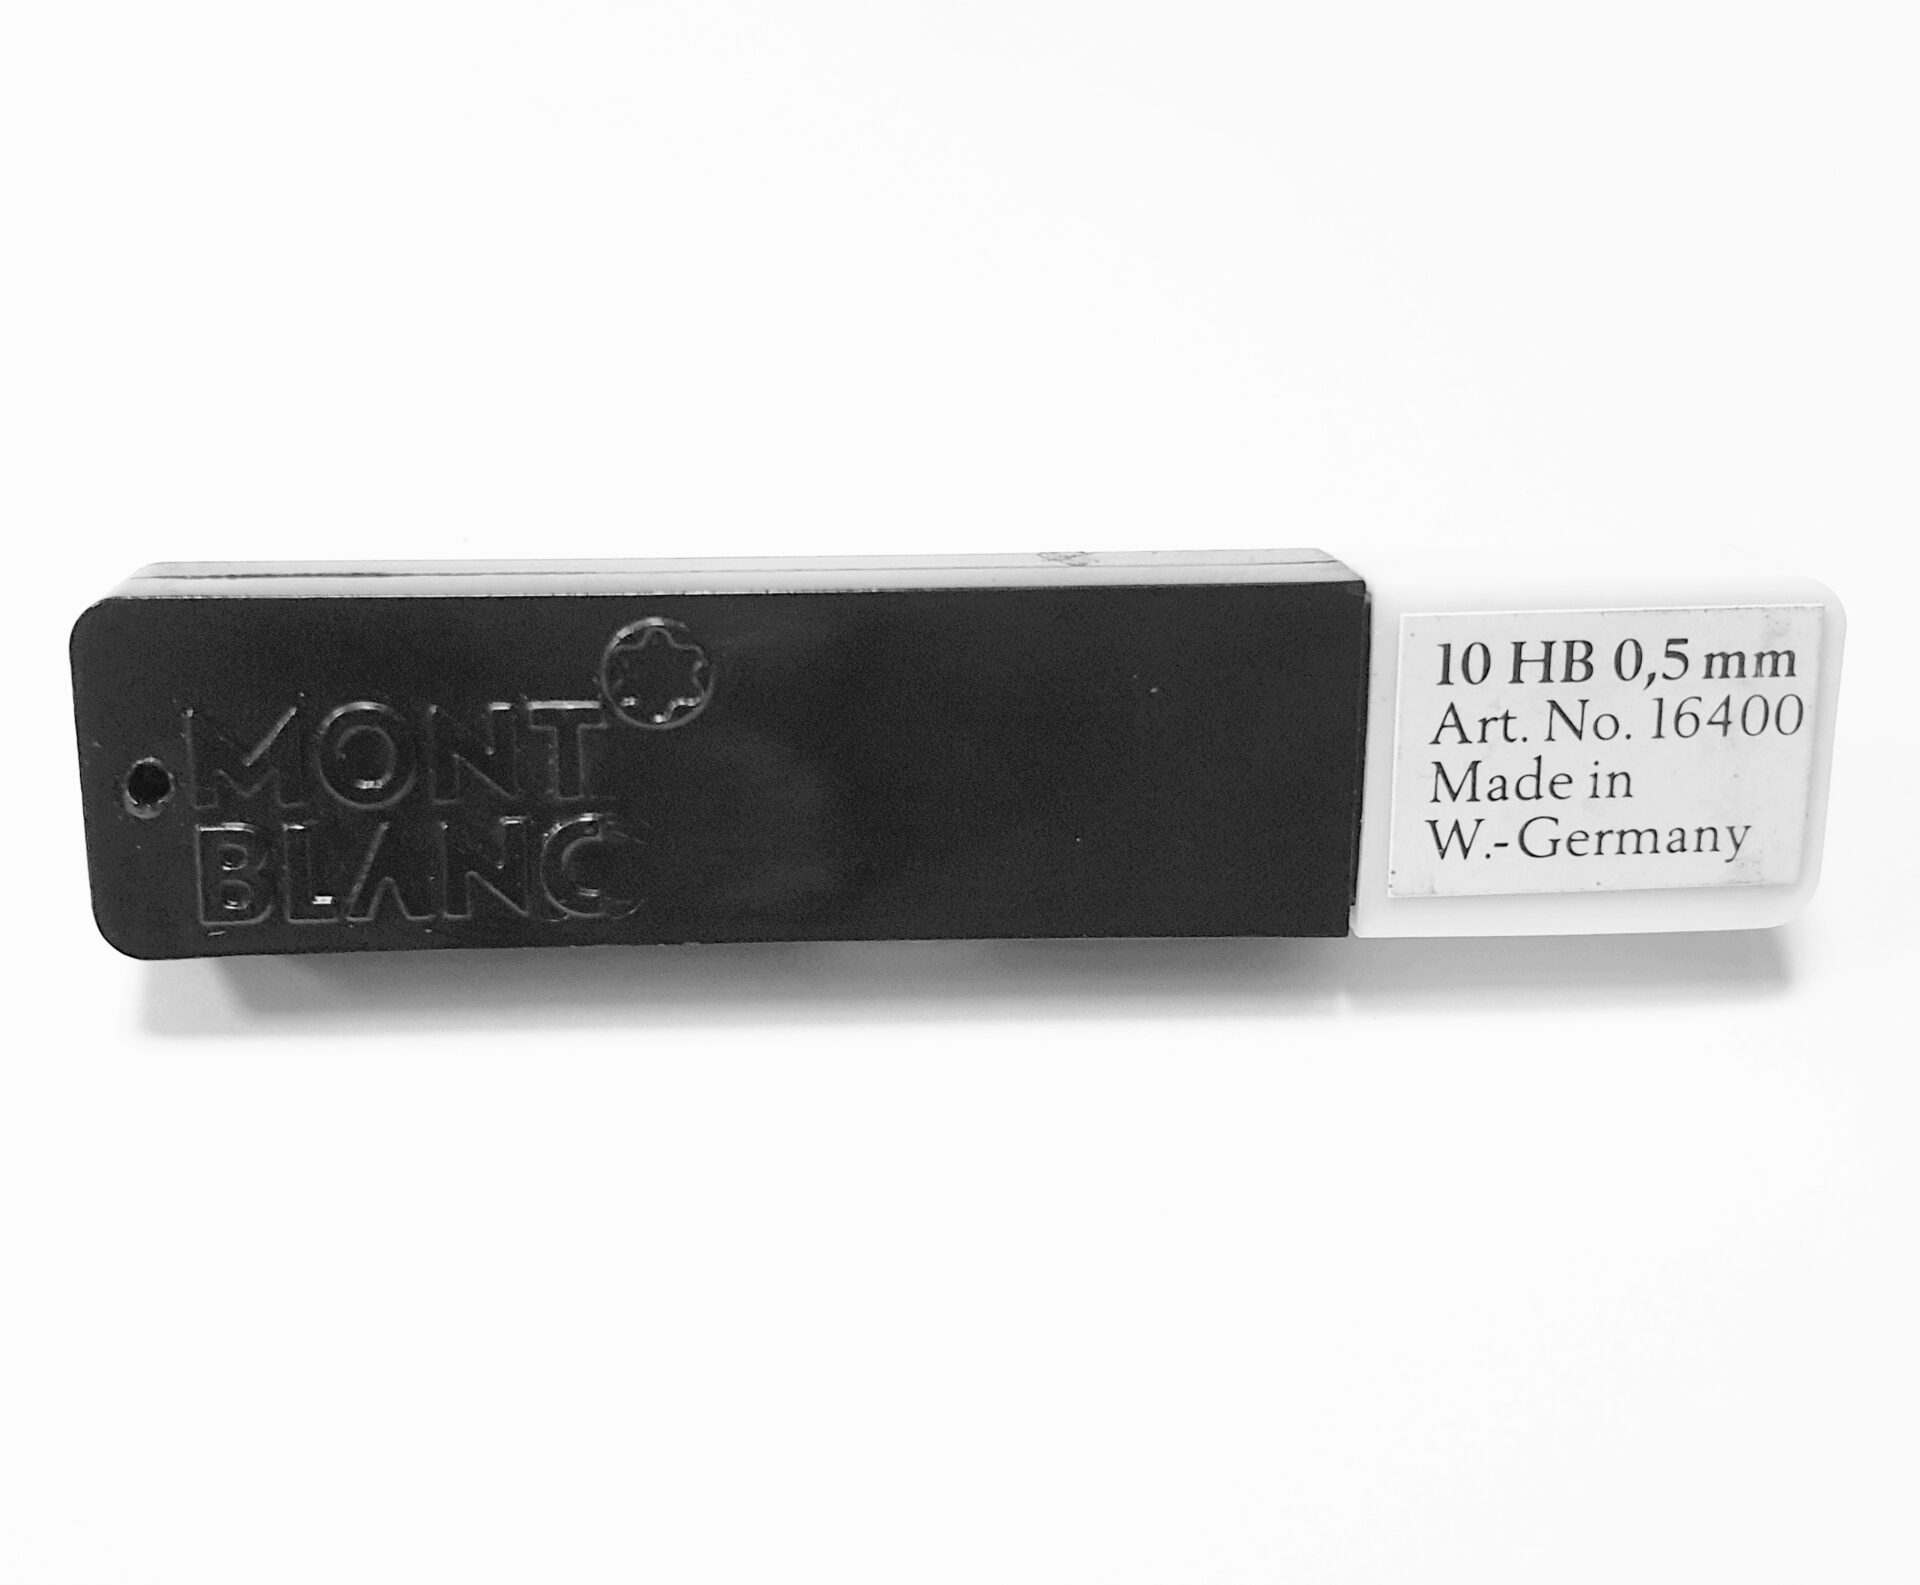 MONT
BLANC
10 HB 0,5 mm
Art. No. 16400
Made in
W.-Germany